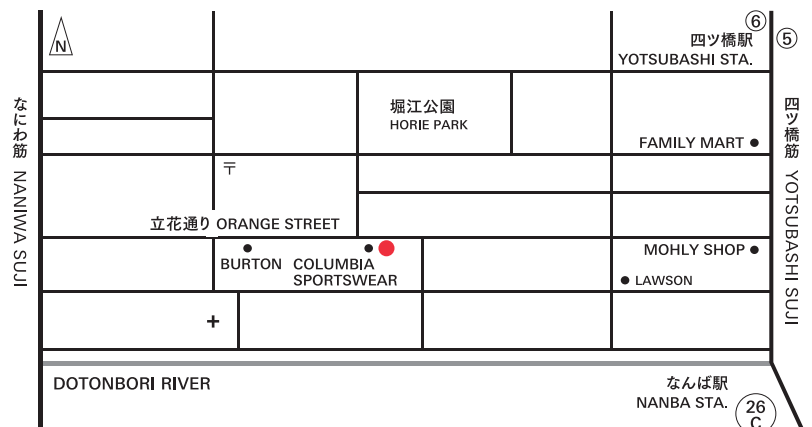 N
⑥
四ツ橋駅
YOTSUBASHI STA.
⑤
堀江公園
HORIE PARK
なにわ筋 NANIWA SUJI
四ツ橋筋 YOTSUBASHI SUJI
FAMILY MART
〒
立花通り ORANGE STREET
BURTON
COLUMBIA
SPORTSWEAR
MOHLY SHOP
LAWSON
DOTONBORI RIVER
なんば駅
NANBA STA.
26
C